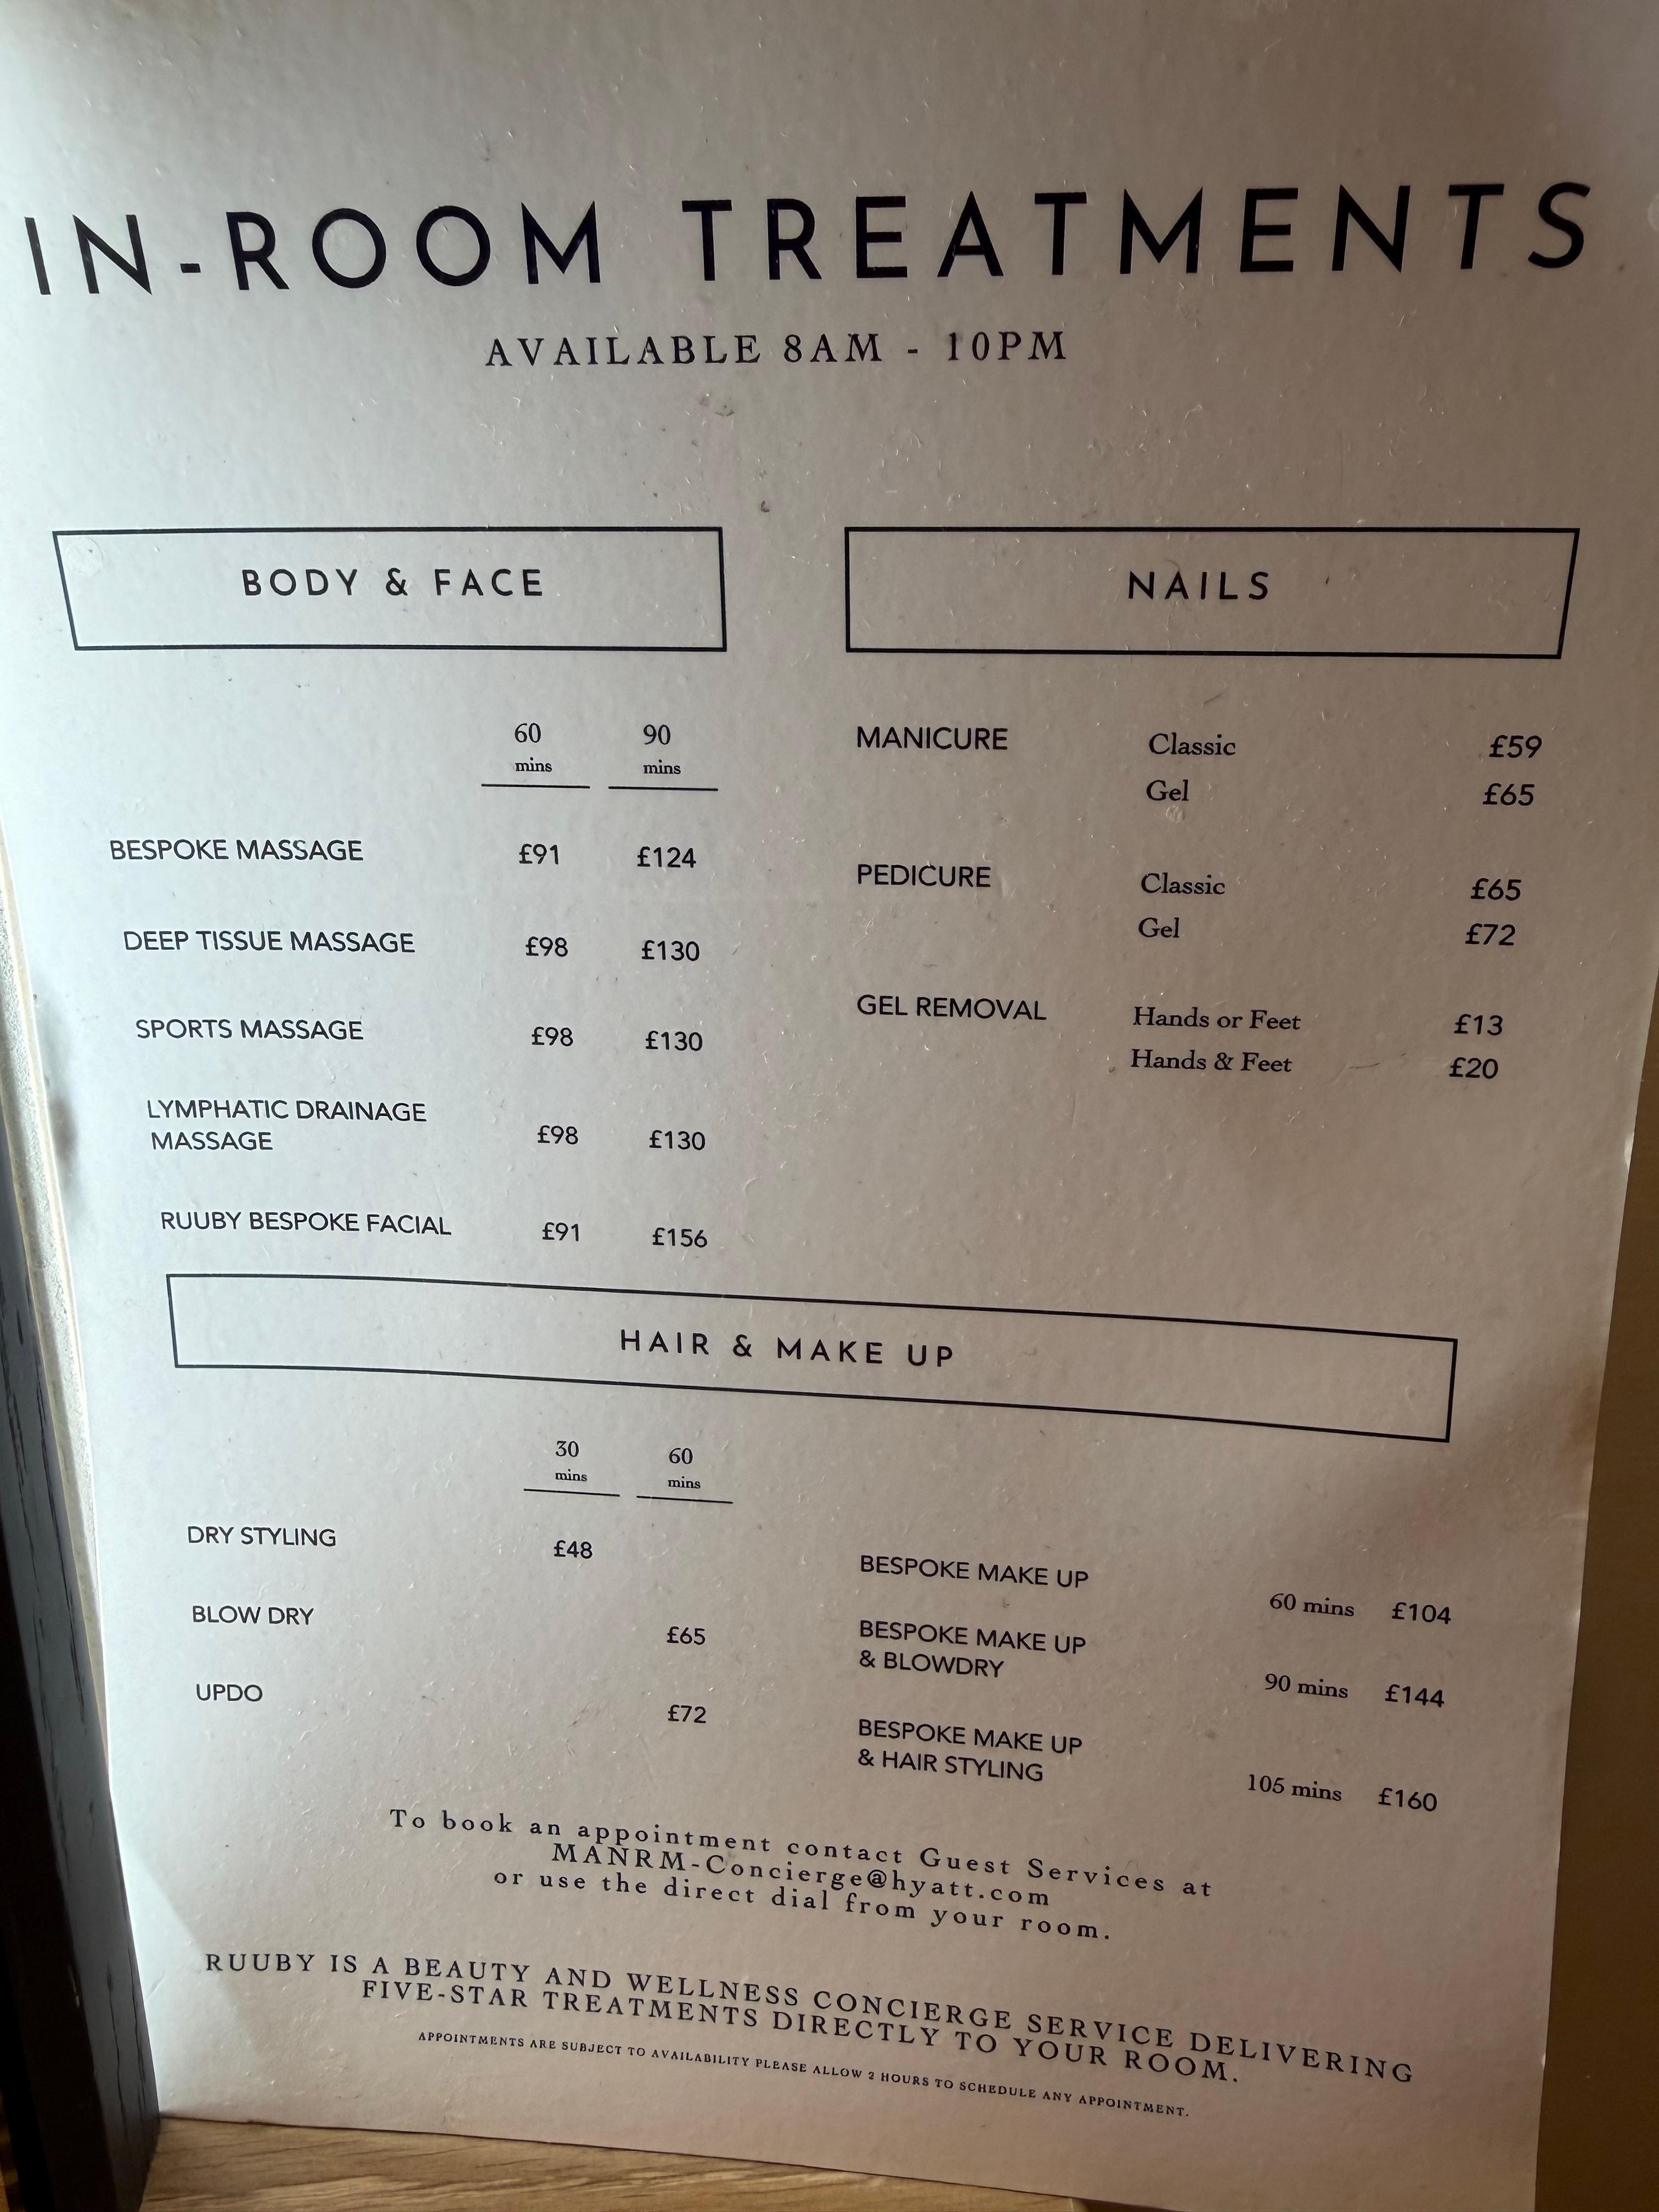 IN-ROOM TREATMENTS
AVAILABLE 8AM - 10PM
BODY & FACE
60 mins 90 mins
BESPOKE MASSAGE £91 £124
DEEP TISSUE MASSAGE £98 £130
SPORTS MASSAGE £98 £130
LYMPHATIC DRAINAGE
MASSAGE £98 £130
RUUBY BESPOKE FACIAL £91 £156
NAILS
MANICURE Classic £59
Gel £65
PEDICURE Classic £65
Gel £72
GEL REMOVAL Hands or Feet £13
Hands & Feet £20
HAIR & MAKE UP
30 mins 60 mins
DRY STYLING £48
BLOW DRY £65
UPDO £72
BESPOKE MAKE UP 60 mins £104
BESPOKE MAKE UP
& BLOWDRY 90 mins £144
BESPOKE MAKE UP
& HAIR STYLING 105 mins £160
To book an appointment contact Guest Services at
MANRM-Concierge@hyatt.com
or use the direct dial from your room.
RUUBY IS A BEAUTY AND WELLNESS CONCIERGE SERVICE DELIVERING
FIVE-STAR TREATMENTS DIRECTLY TO YOUR ROOM.
APPOINTMENTS ARE SUBJECT TO AVAILABILITY PLEASE ALLOW 2 HOURS TO SCHEDULE ANY APPOINTMENT.